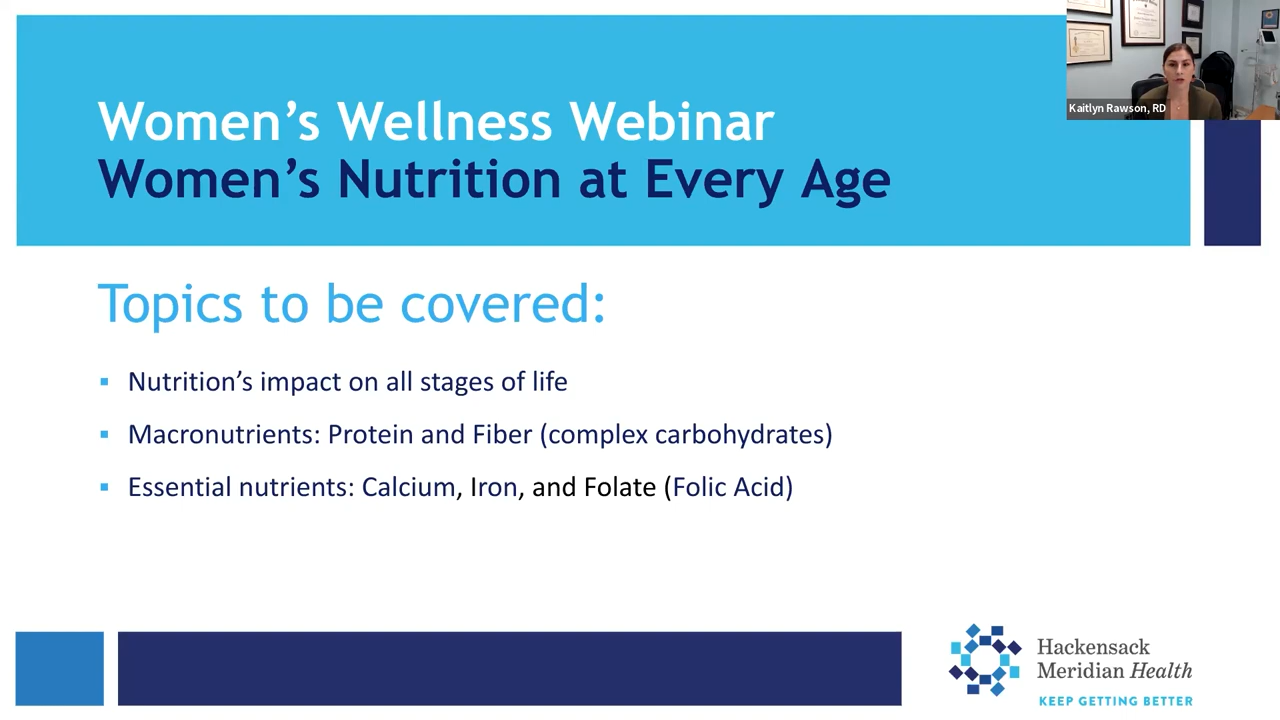 Kaitlyn Rawson, RD
Women's Wellness Webinar
Women's Nutrition at Every Age
Topics to be covered:
▪ Nutrition's impact on all stages of life
▪ Macronutrients: Protein and Fiber (complex carbohydrates)
▪ Essential nutrients: Calcium, Iron, and Folate (Folic Acid)
Hackensack
Meridian Health
KEEP GETTING BETTER